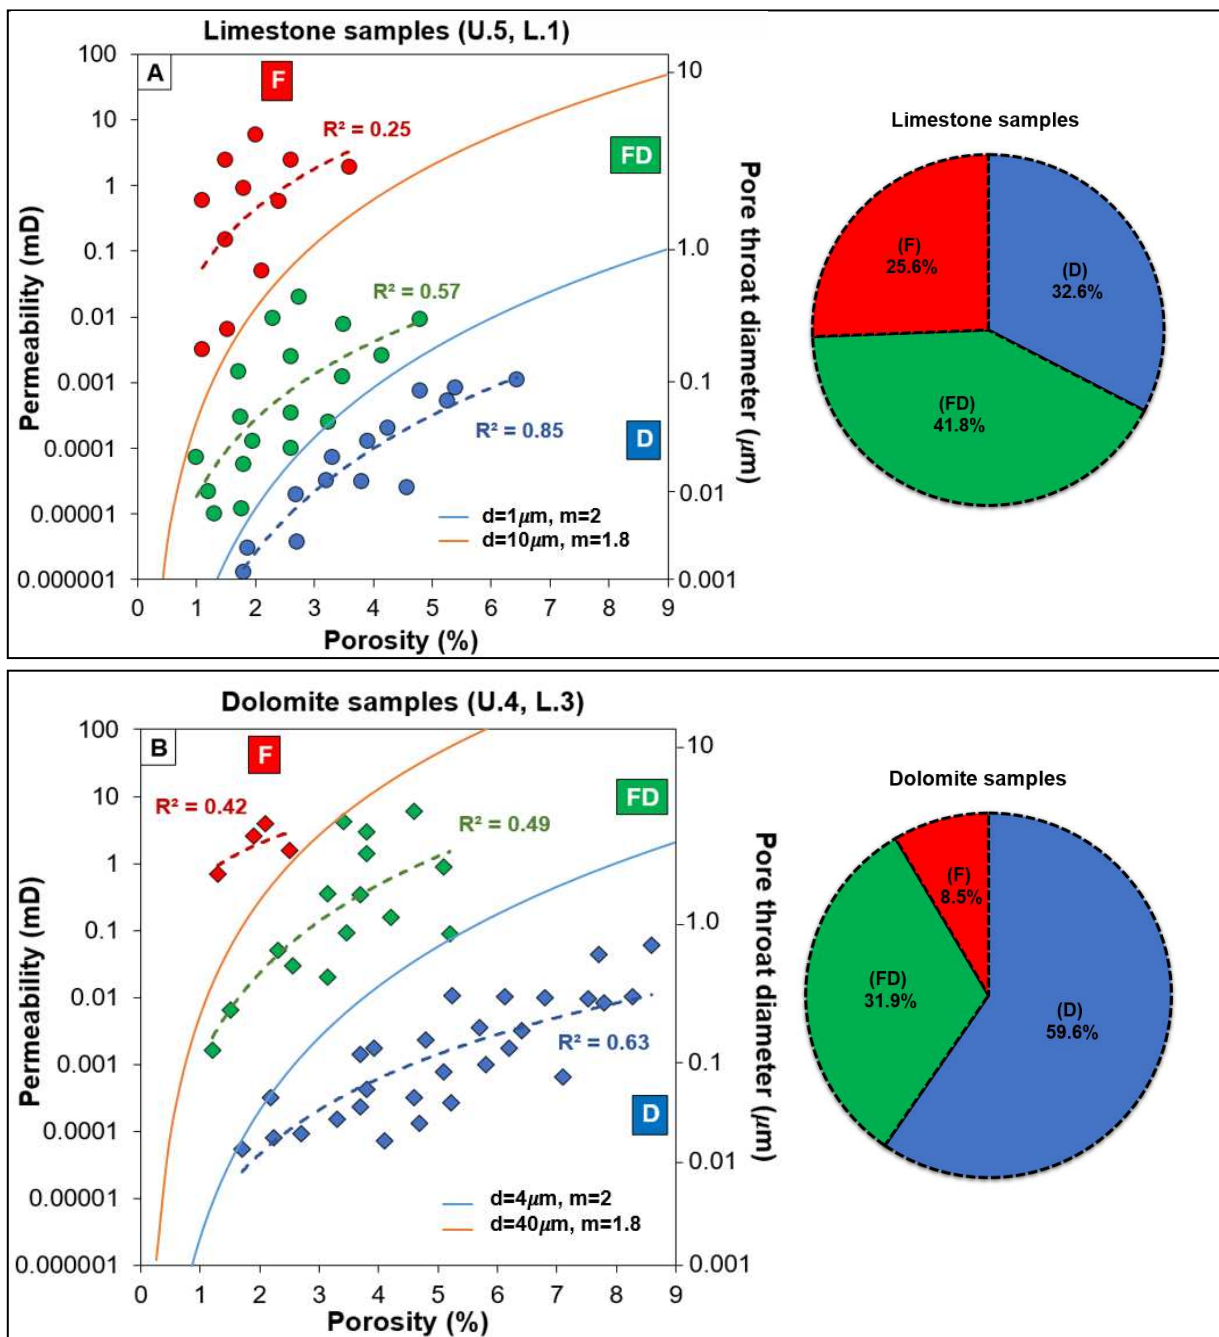 Limestone samples (U.5, L.1)
A
F
FD
D
R² = 0.25
R² = 0.57
R² = 0.85
d=1μm, m=2
d=10μm, m=1.8
Permeability (mD)
100
10
1
0.1
0.01
0.001
0.0001
0.00001
0.000001
0 1 2 3 4 5 6 7 8 9
Porosity (%)
10
1.0
0.1
0.01
0.001
Pore throat diameter (μm)
Limestone samples
(F)
25.6%
(D)
32.6%
(FD)
41.8%
Dolomite samples (U.4, L.3)
B
F
FD
D
R² = 0.42
R² = 0.49
R² = 0.63
d=4μm, m=2
d=40μm, m=1.8
Permeability (mD)
100
10
1
0.1
0.01
0.001
0.0001
0.00001
0.000001
0 1 2 3 4 5 6 7 8 9
Porosity (%)
10
1.0
0.1
0.01
0.001
Pore throat diameter (μm)
Dolomite samples
(F)
8.5%
(FD)
31.9%
(D)
59.6%